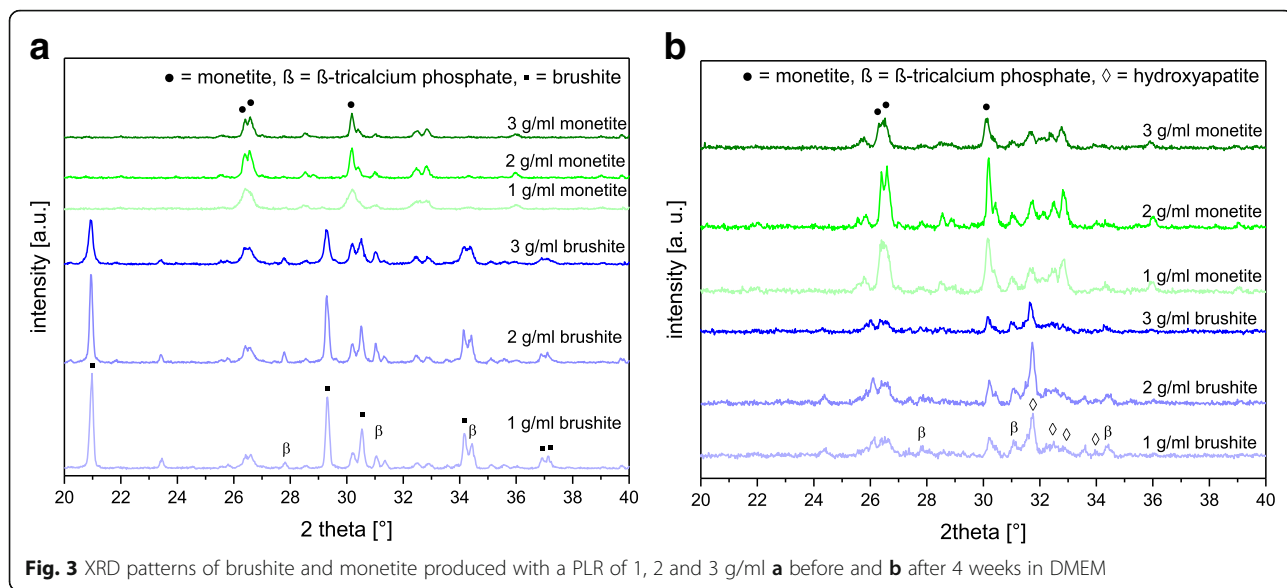 a
● = monetite, ß = ß-tricalcium phosphate, ▪ = brushite
3 g/ml monetite
2 g/ml monetite
1 g/ml monetite
3 g/ml brushite
2 g/ml brushite
1 g/ml brushite
β
β
β
intensity [a.u.]
20 22 24 26 28 30 32 34 36 38 40
2 theta [°]
b
● = monetite, ß = ß-tricalcium phosphate, ◊ = hydroxyapatite
3 g/ml monetite
2 g/ml monetite
1 g/ml monetite
3 g/ml brushite
2 g/ml brushite
1 g/ml brushite
β
β
β
intensity [a. u.]
20 22 24 26 28 30 32 34 36 38 40
2theta [°]
Fig. 3 XRD patterns of brushite and monetite produced with a PLR of 1, 2 and 3 g/ml a before and b after 4 weeks in DMEM